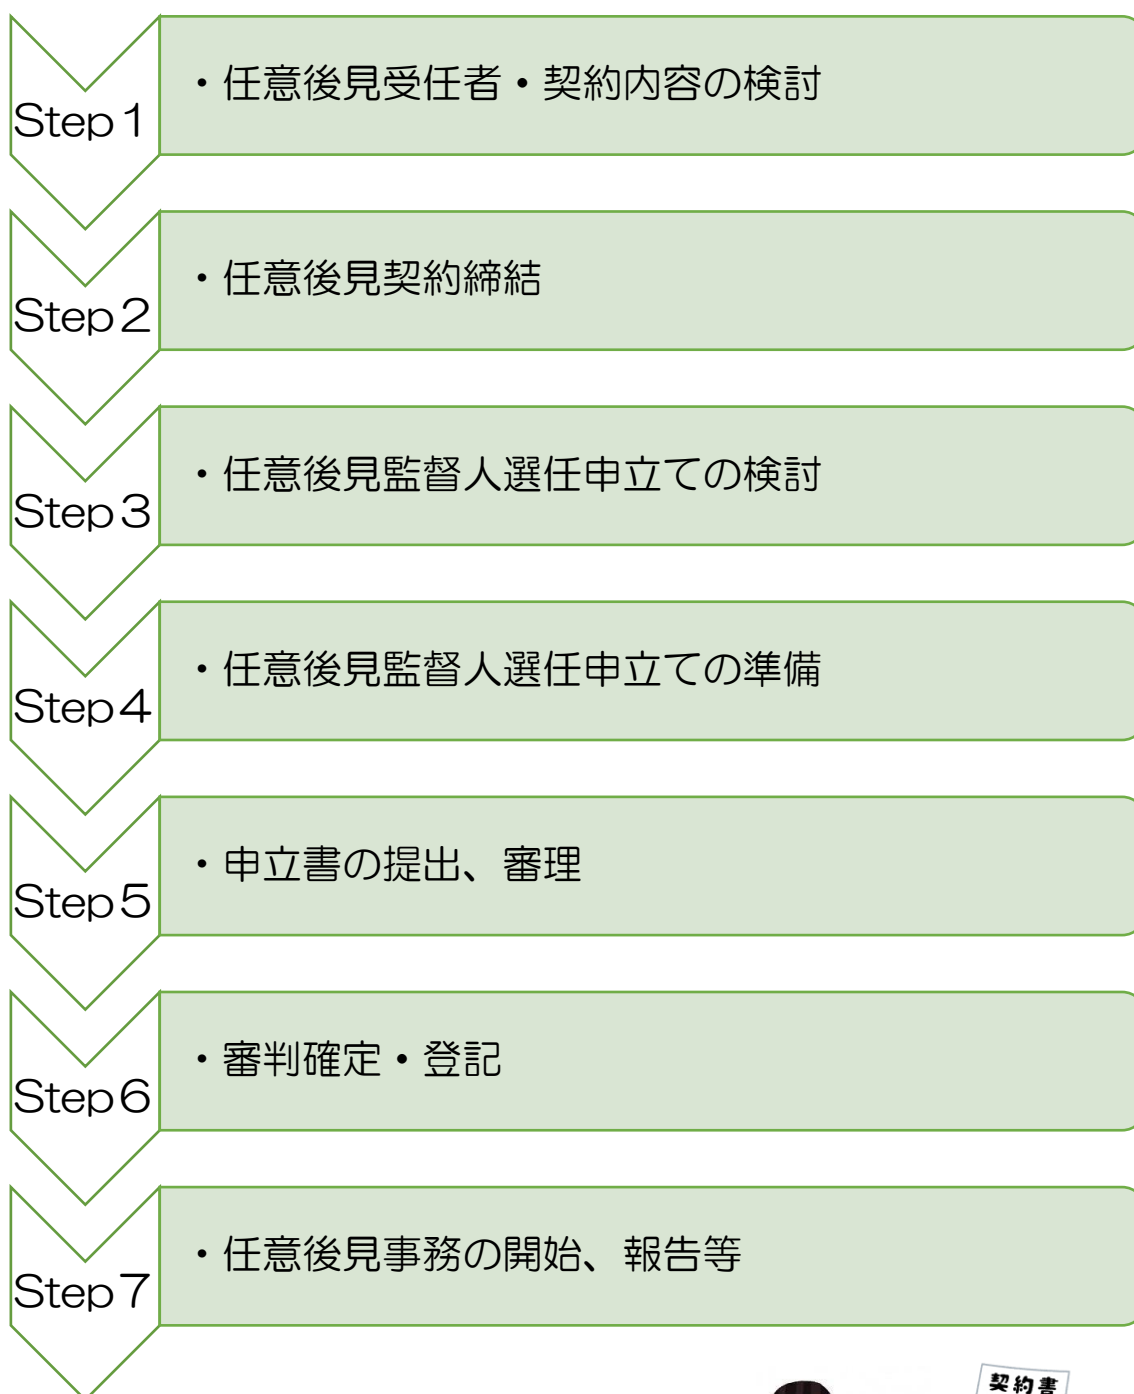 Step１
・任意後見受任者・契約内容の検討
Step２
・任意後見契約締結
Step３
・任意後見監督人選任申立ての検討
Step４
・任意後見監督人選任申立ての準備
Step５
・申立書の提出、審理
Step６
・審判確定・登記
Step７
・任意後見事務の開始、報告等
契約書